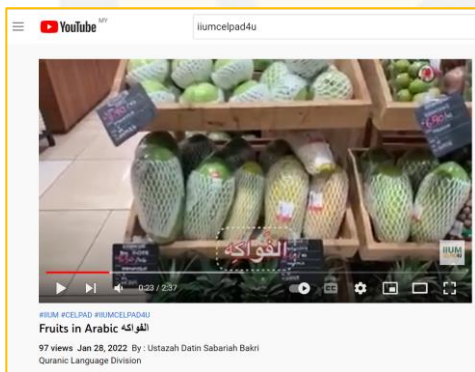 YouTube MY
iiumcelpad4u
690
الفواكه
IIUM
0:23 / 2:37
#IIUM #CELPAD #IIUMCELPAD4U
Fruits in Arabic الفواكه
97 views Jan 28, 2022 By : Ustazah Datin Sabariah Bakri
Quranic Language Division